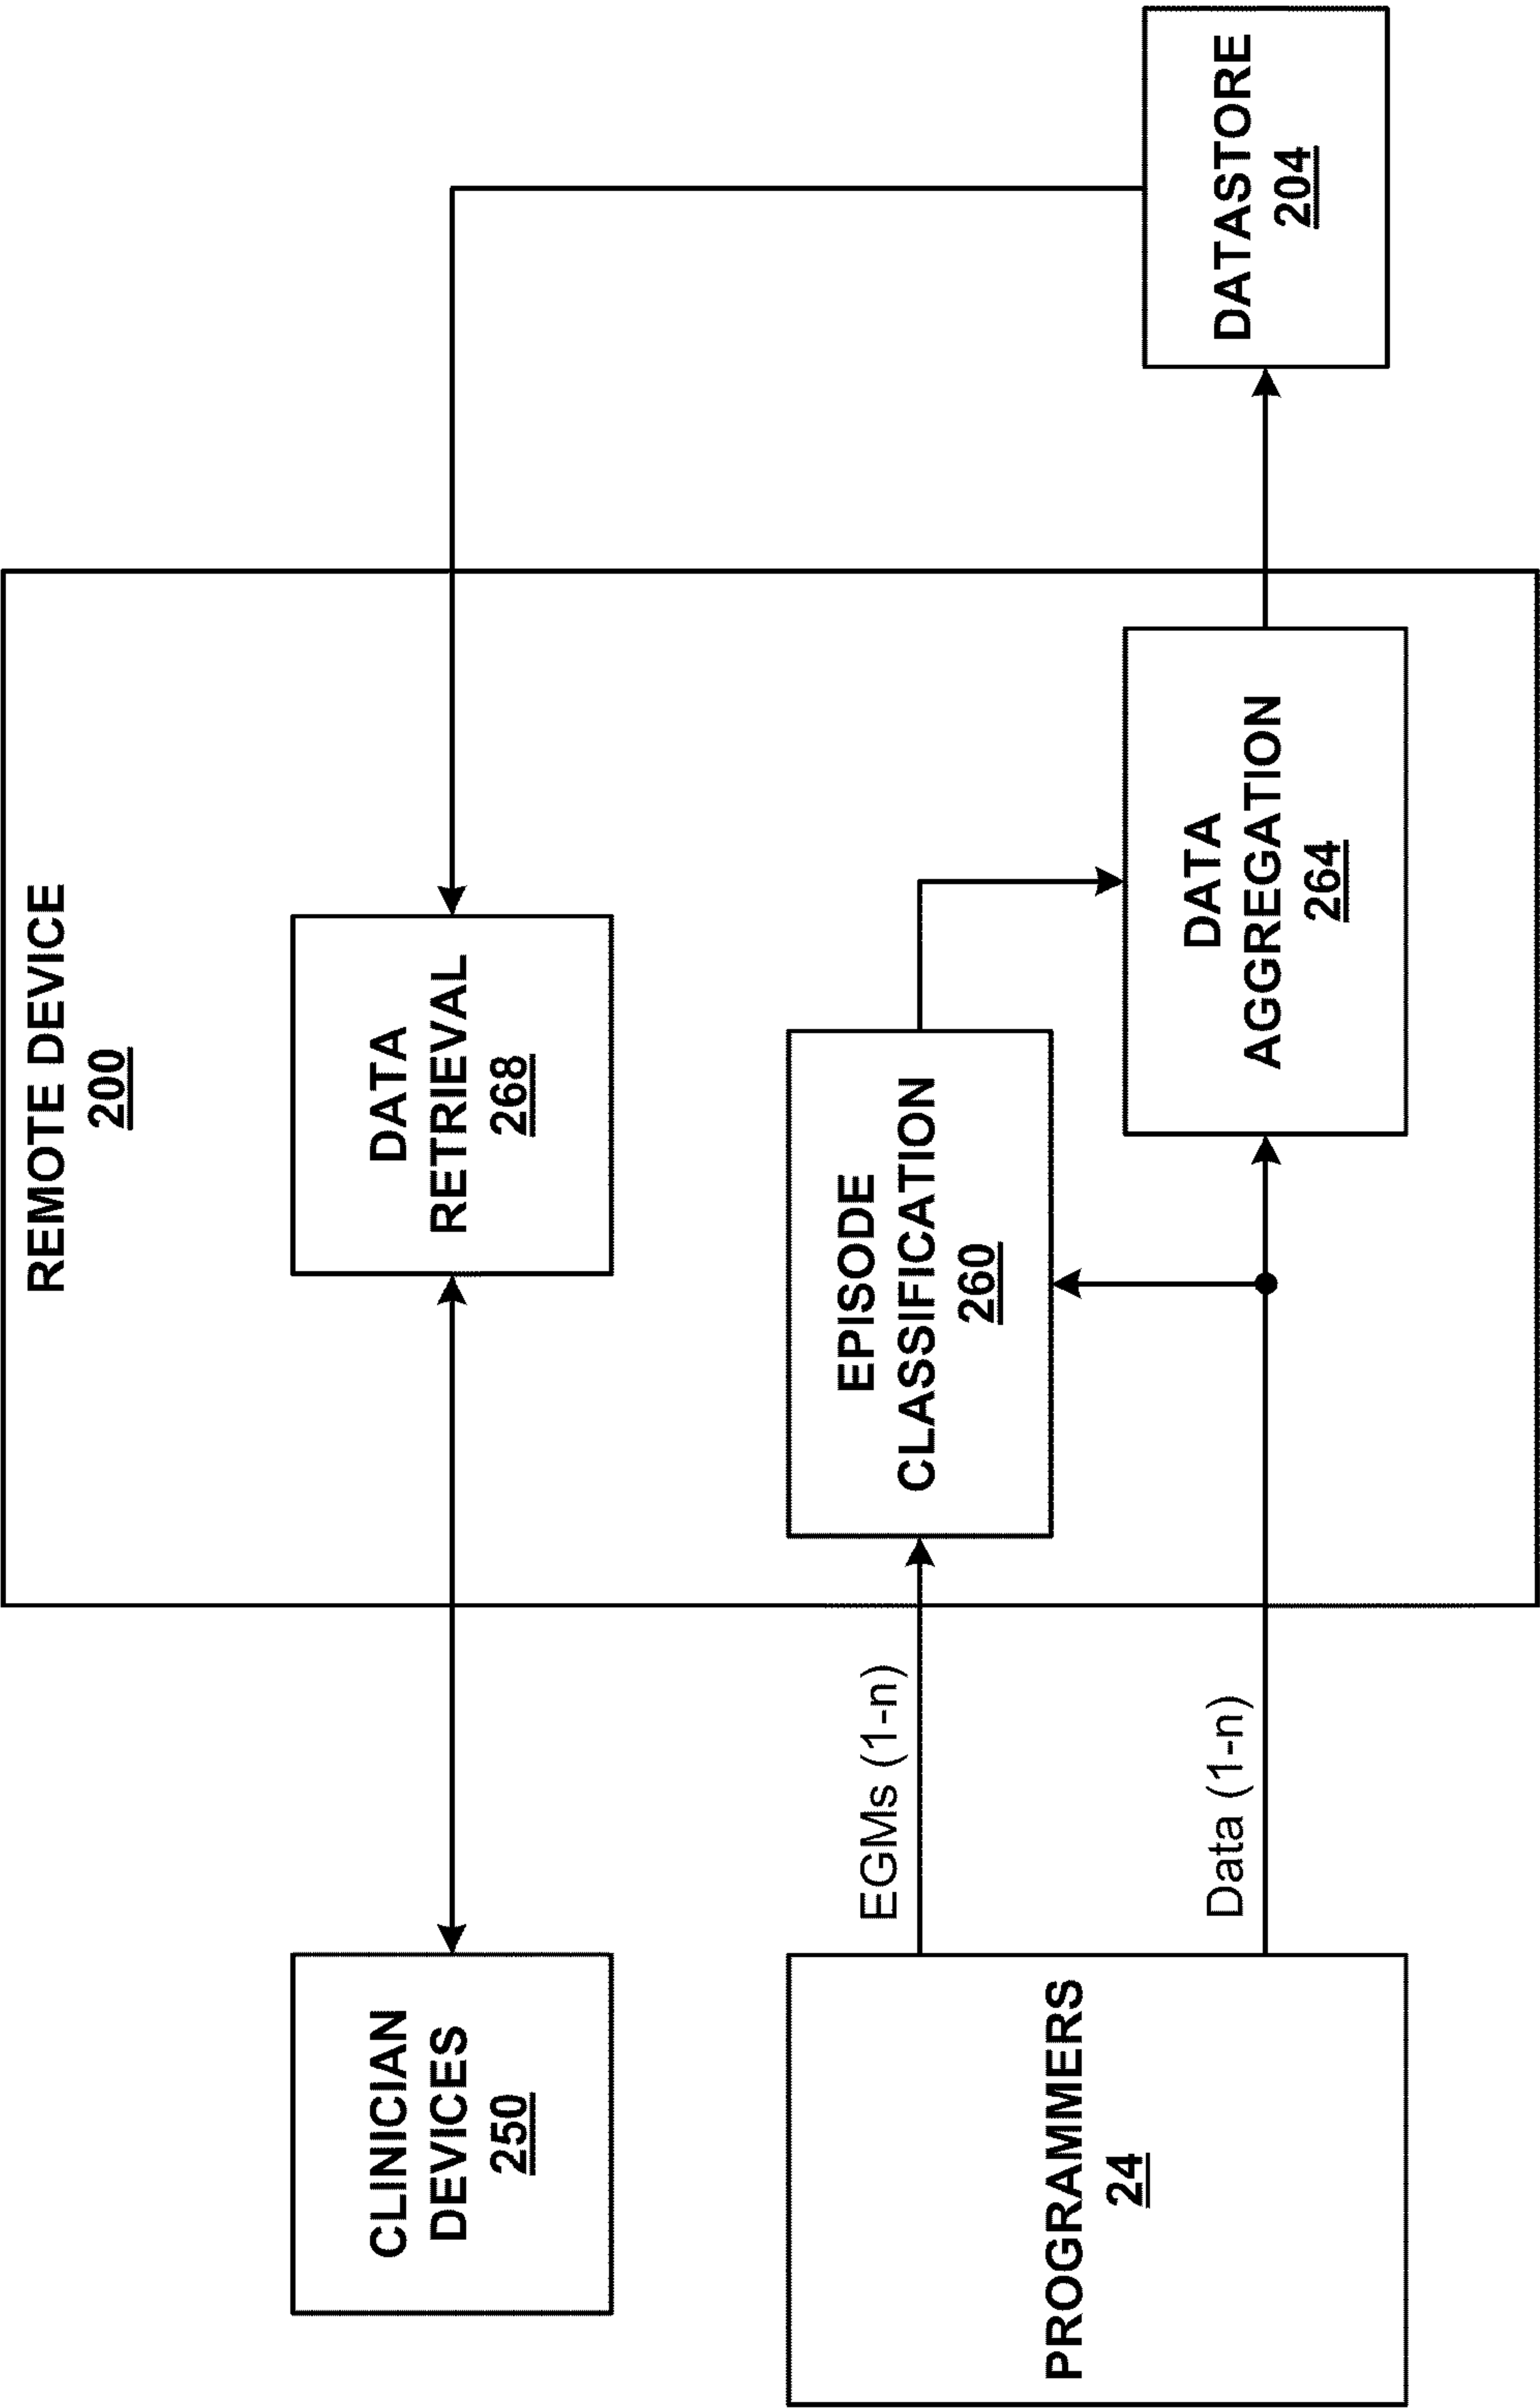 REMOTE DEVICE
200
CLINICIAN
DEVICES
250
DATA
RETRIEVAL
268
PROGRAMMERS
24
EGMs (1-n)
Data (1-n)
EPISODE
CLASSIFICATION
260
DATA
AGGREGATION
264
DATASTORE
204